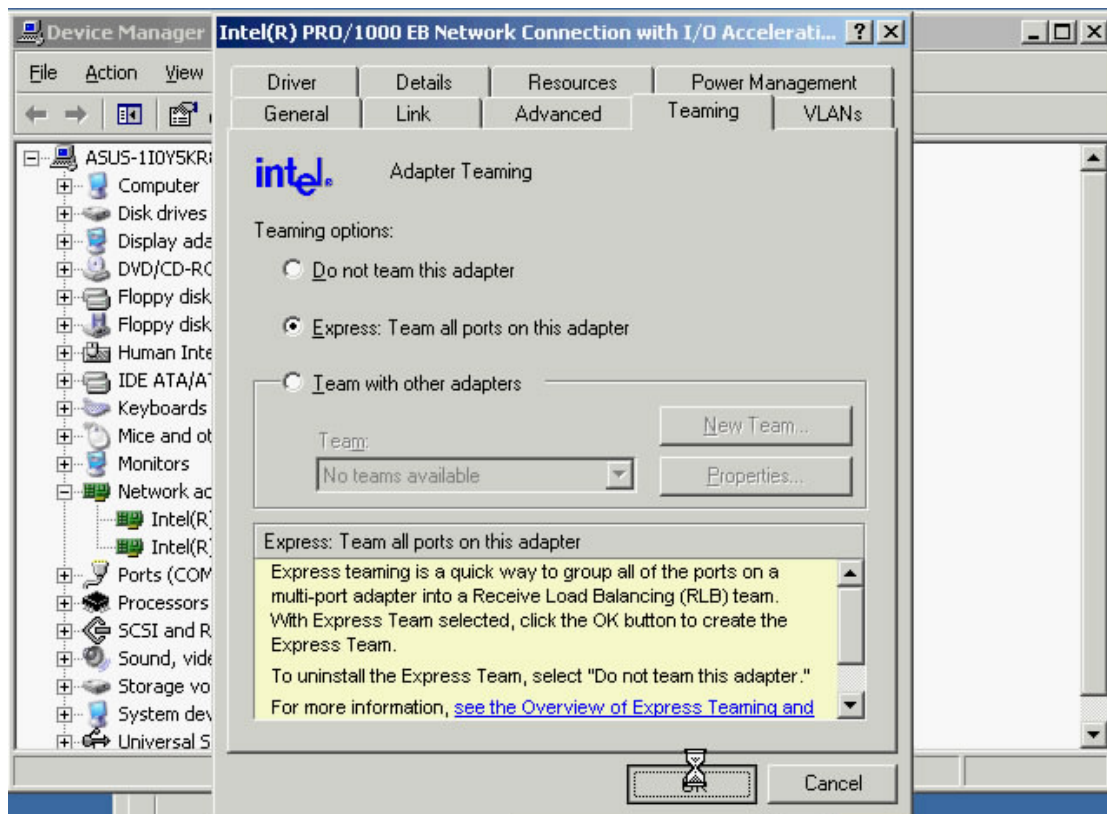 Device Manager
Intel(R) PRO/1000 EB Network Connection with I/O Accelerati...
File Action View
Driver Details Resources Power Management
General Link Advanced Teaming VLANs
ASUS-1I0Y5KR
Computer
Disk drives
Display ada
DVD/CD-RO
Floppy disk
Floppy disk
Human Inte
IDE ATA/AT
Keyboards
Mice and ot
Monitors
Network ac
Intel(R)
Intel(R)
Ports (COM
Processors
SCSI and R
Sound, vide
Storage vo
System dev
Universal S
intel®
Adapter Teaming
Teaming options:
Do not team this adapter
Express: Team all ports on this adapter
Team with other adapters
Team:
No teams available
New Team...
Properties...
Express: Team all ports on this adapter
Express teaming is a quick way to group all of the ports on a
multi-port adapter into a Receive Load Balancing (RLB) team.
With Express Team selected, click the OK button to create the
Express Team.
To uninstall the Express Team, select "Do not team this adapter."
For more information, see the Overview of Express Teaming and
OK
Cancel